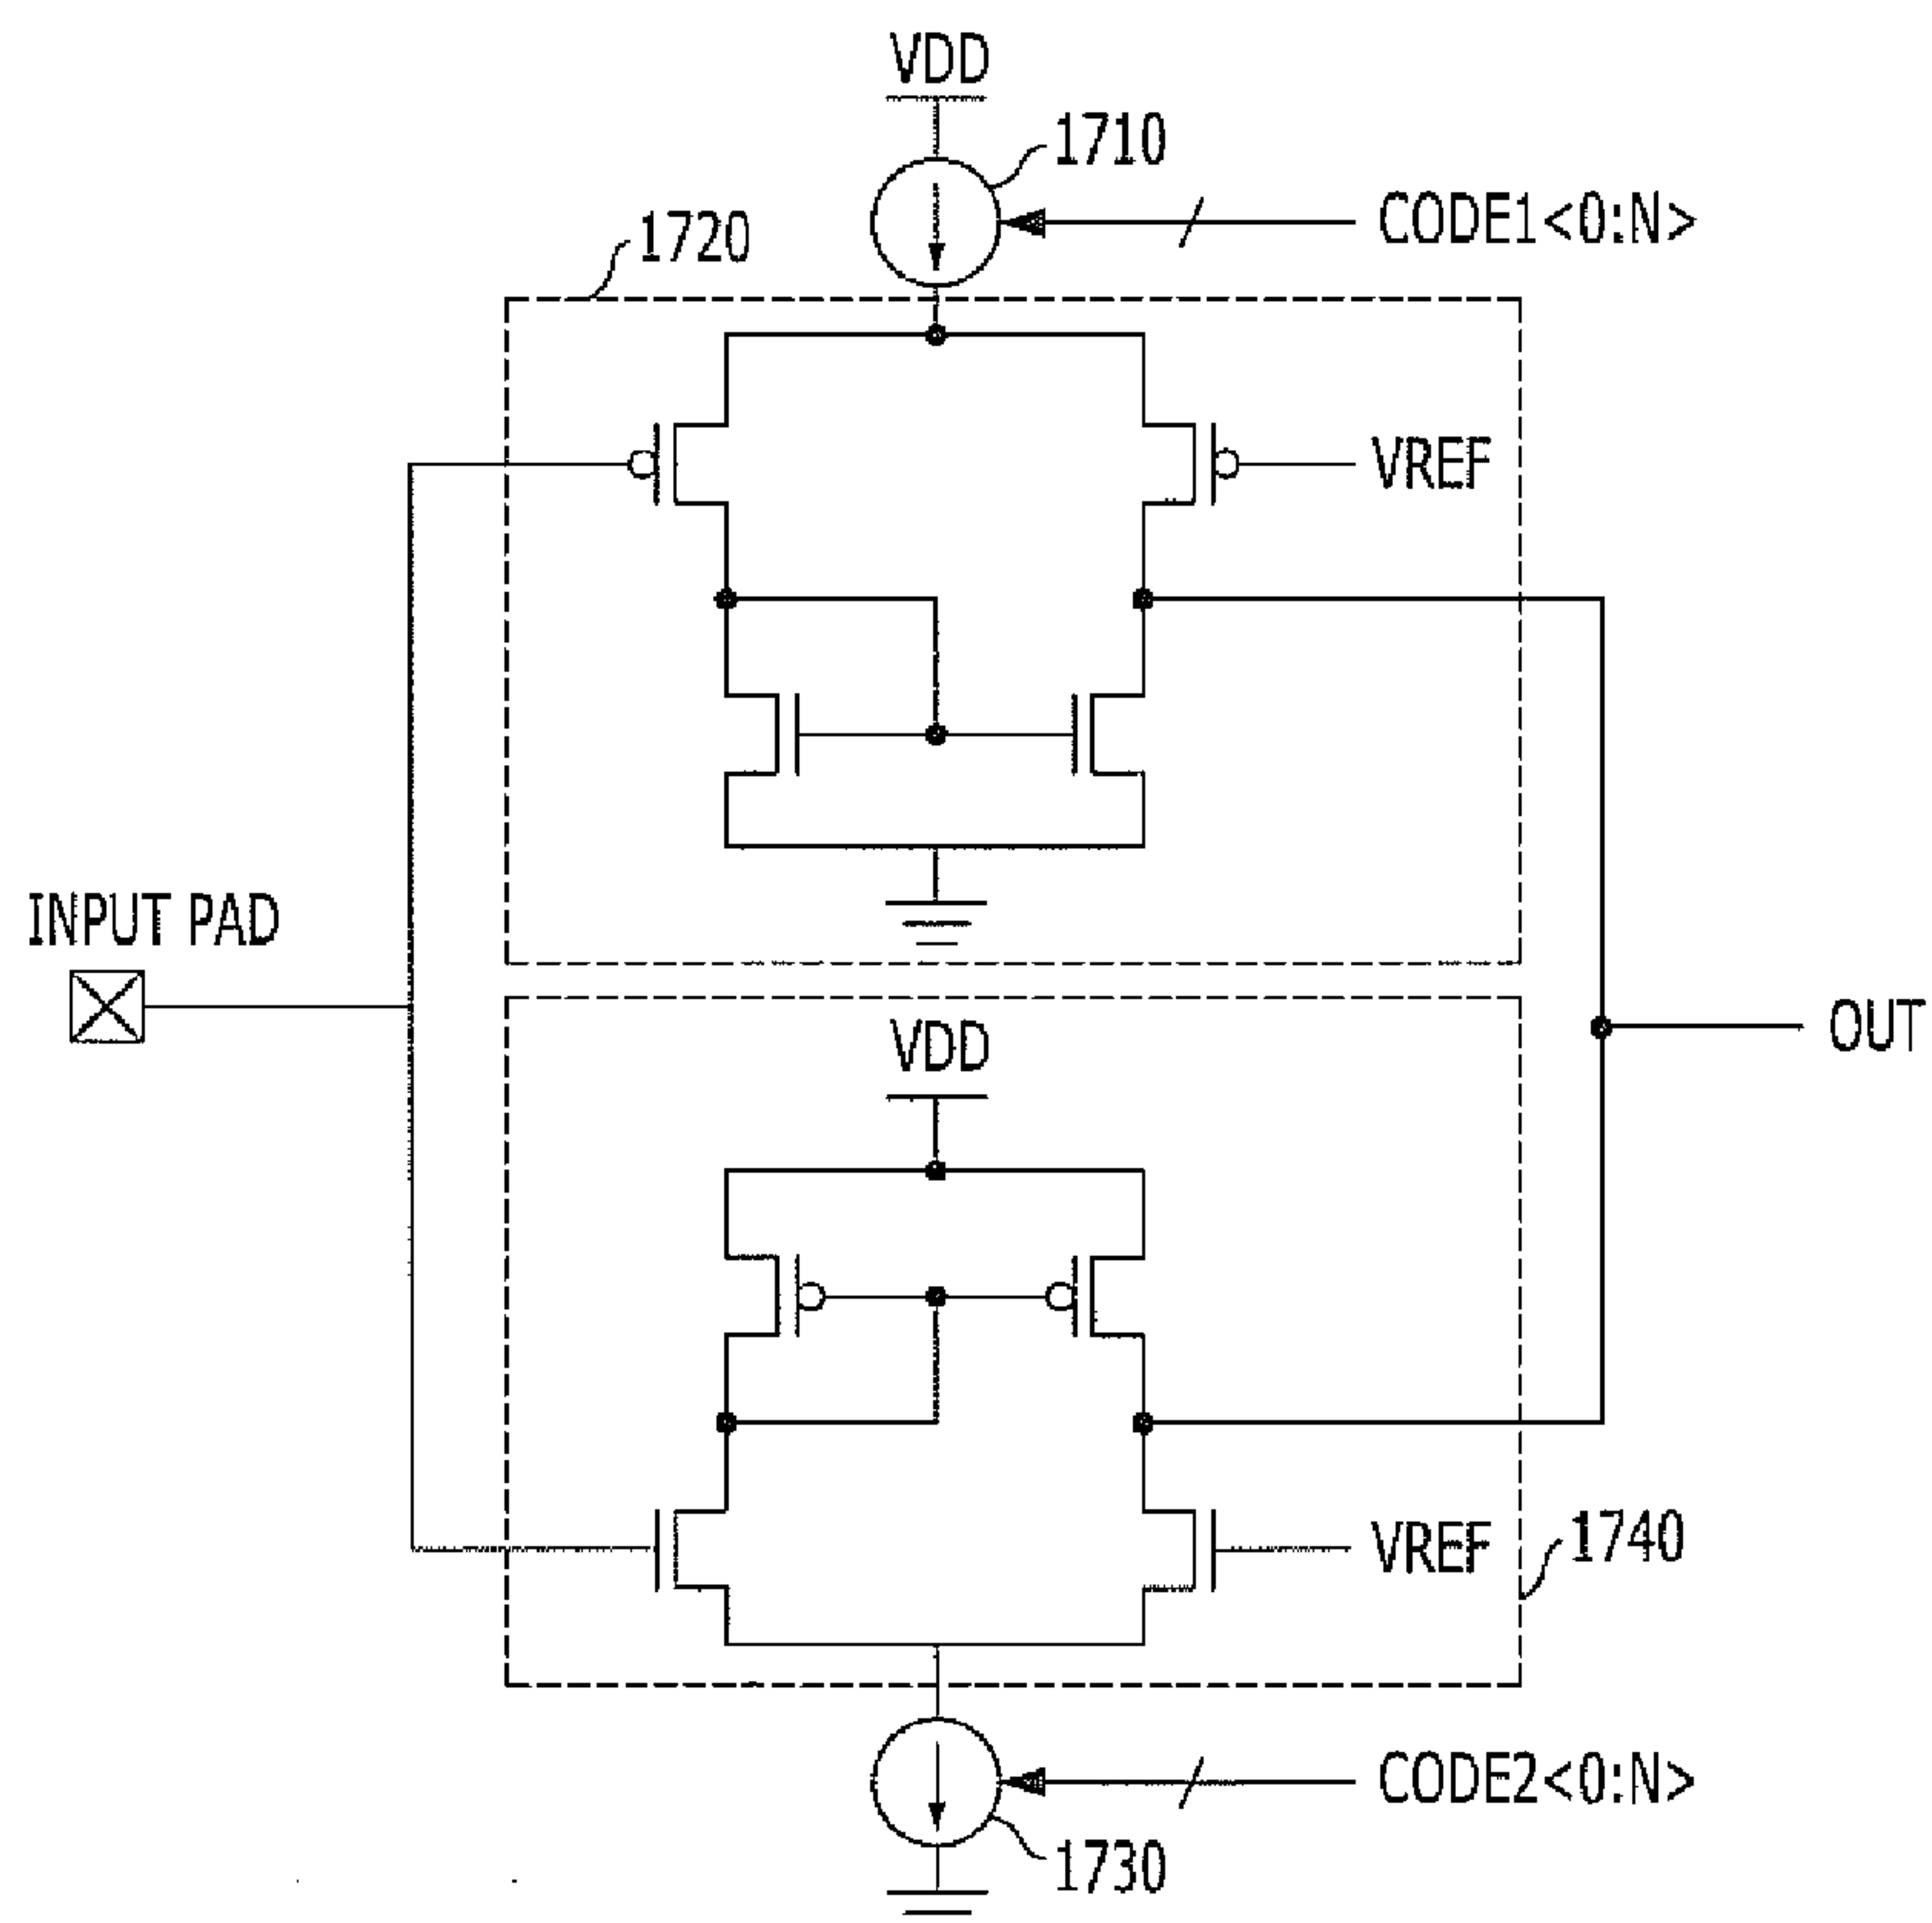 VDD
1710
CODE1<0:N>
1720
VREF
INPUT PAD
VDD
OUT
VREF
1740
CODE2<0:N>
1730